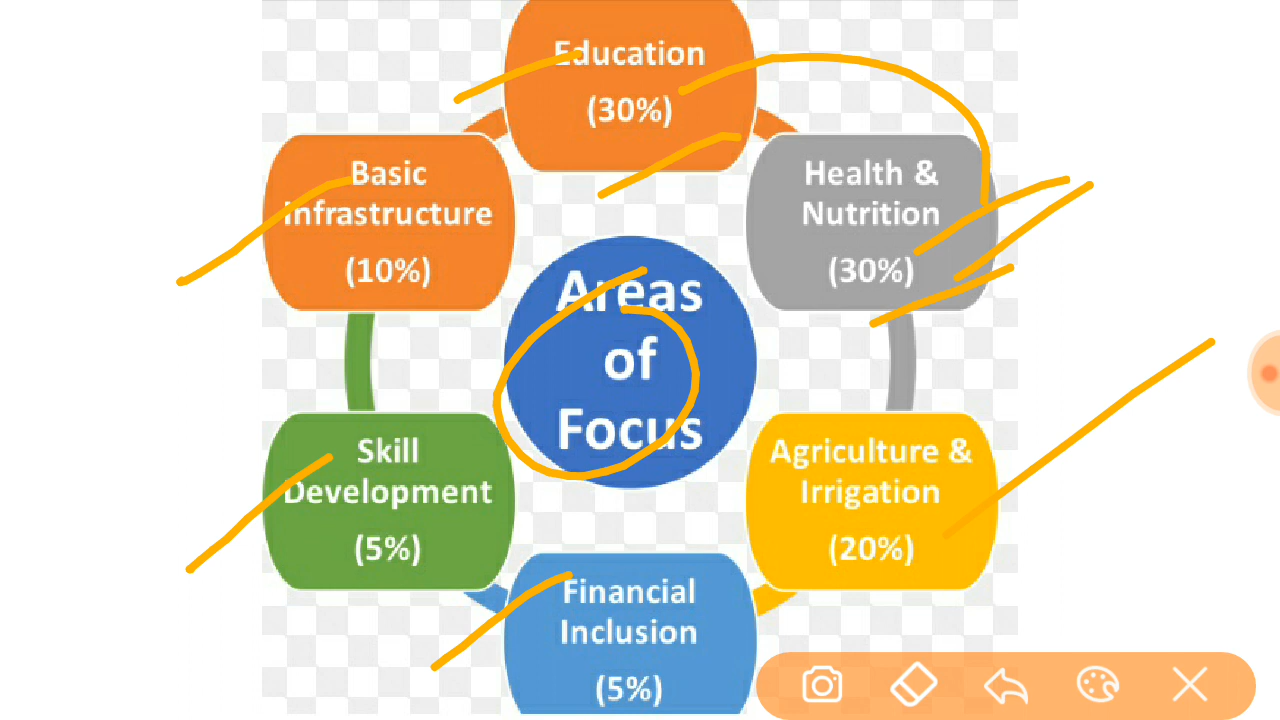 Education
(30%)
Health &
Nutrition
(30%)
Agriculture &
Irrigation
(20%)
Financial
Inclusion
(5%)
Skill
Development
(5%)
Basic
Infrastructure
(10%)
Areas
of
Focus